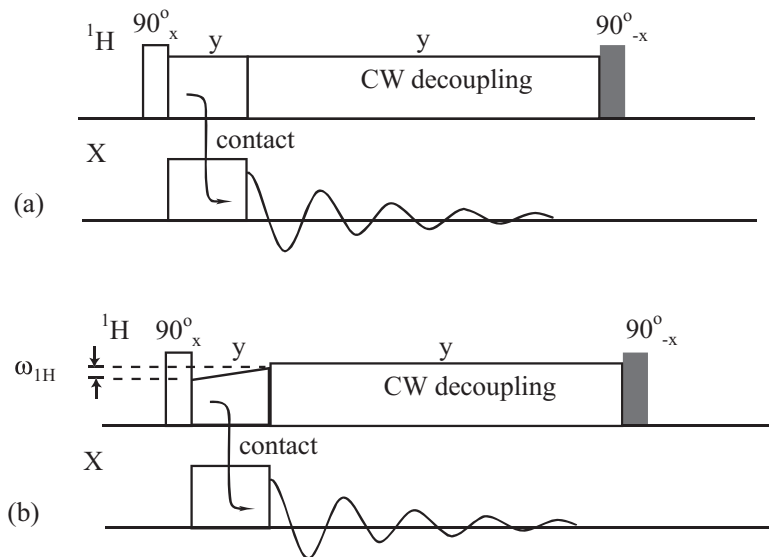 ¹H 90°ₓ y y 90°₋ₓ
CW decoupling
contact
X
(a)
¹H 90°ₓ y y 90°₋ₓ
ω₁H
CW decoupling
contact
X
(b)